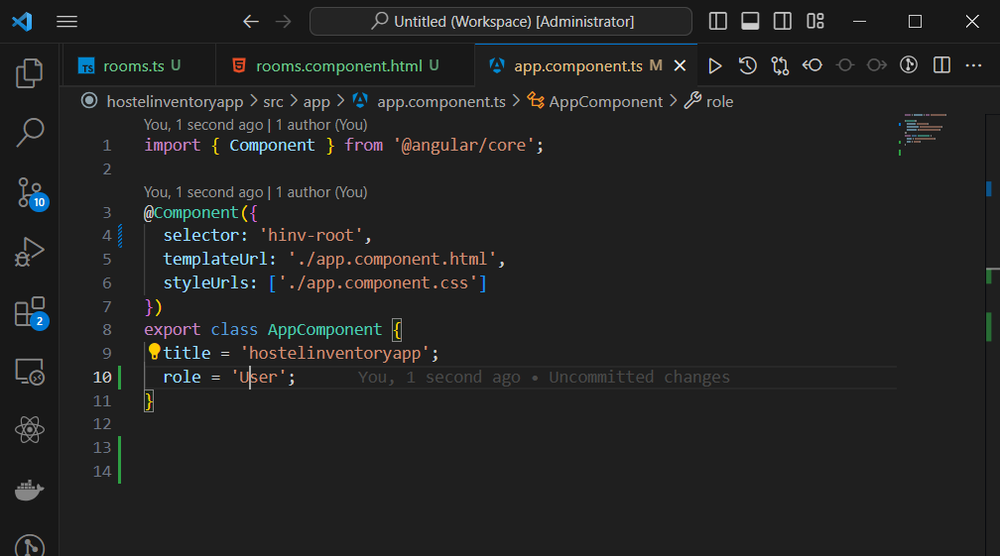 Untitled (Workspace) [Administrator]
TS rooms.ts U
rooms.component.html U
app.component.ts M
hostelinventoryapp > src > app > app.component.ts > AppComponent > role
You, 1 second ago | 1 author (You)
1 import { Component } from '@angular/core';
2
You, 1 second ago | 1 author (You)
3 @Component({
4 selector: 'hinv-root',
5 templateUrl: './app.component.html',
6 styleUrls: ['./app.component.css']
7 })
8 export class AppComponent {
9 title = 'hostelinventoryapp';
10 role = 'User'; You, 1 second ago • Uncommitted changes
11 }
12
13
14
10
2